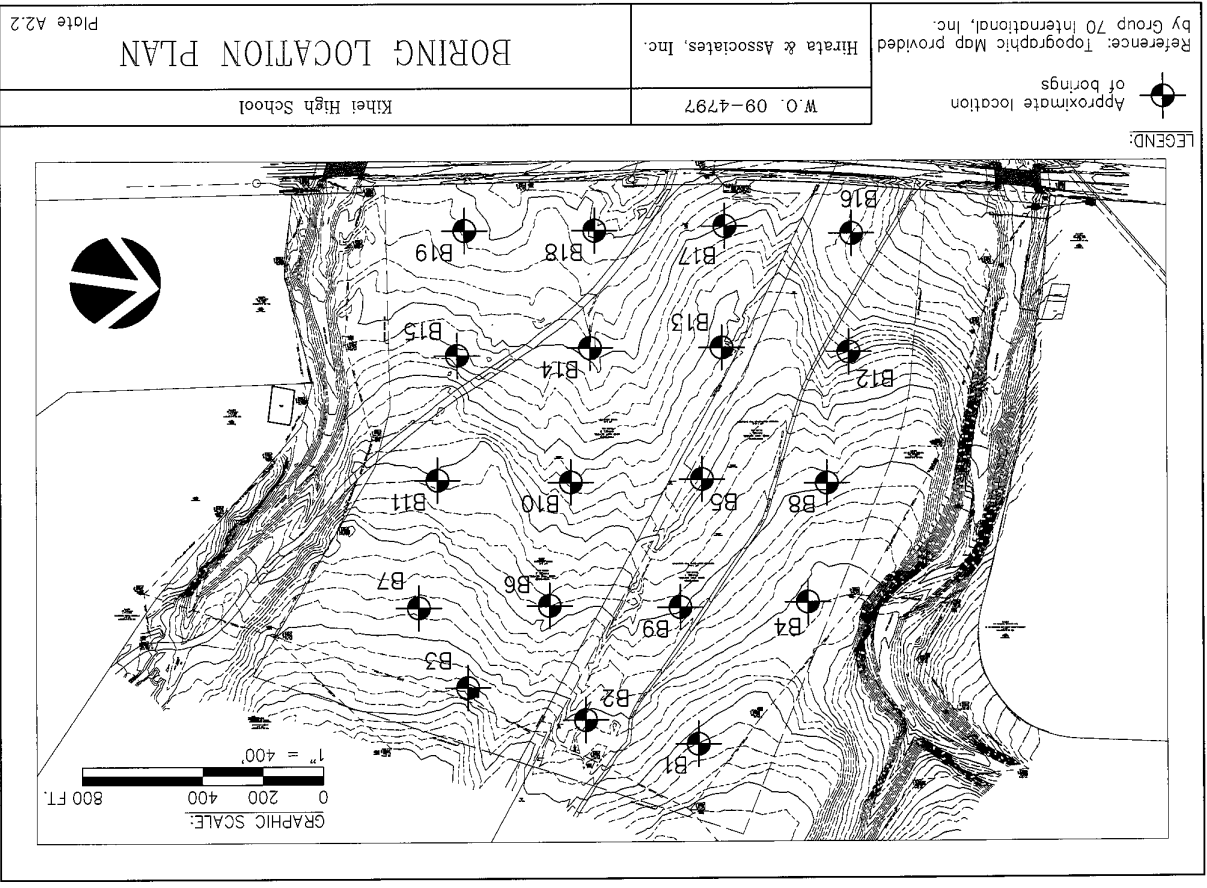 GRAPHIC SCALE:
0 200 400 800 FT.
1" = 400'
B1
B2
B3
B4
B9
B6
B7
B8
B5
B10
B11
B12
B13
B14
B15
B16
B17
B18
B19
LEGEND:
Approximate location
of borings
Reference: Topographic Map provided
by Group 70 International, Inc.
W.O. 09-4797
Hirata & Associates, Inc.
Kihei High School
BORING LOCATION PLAN
Plate A2.2